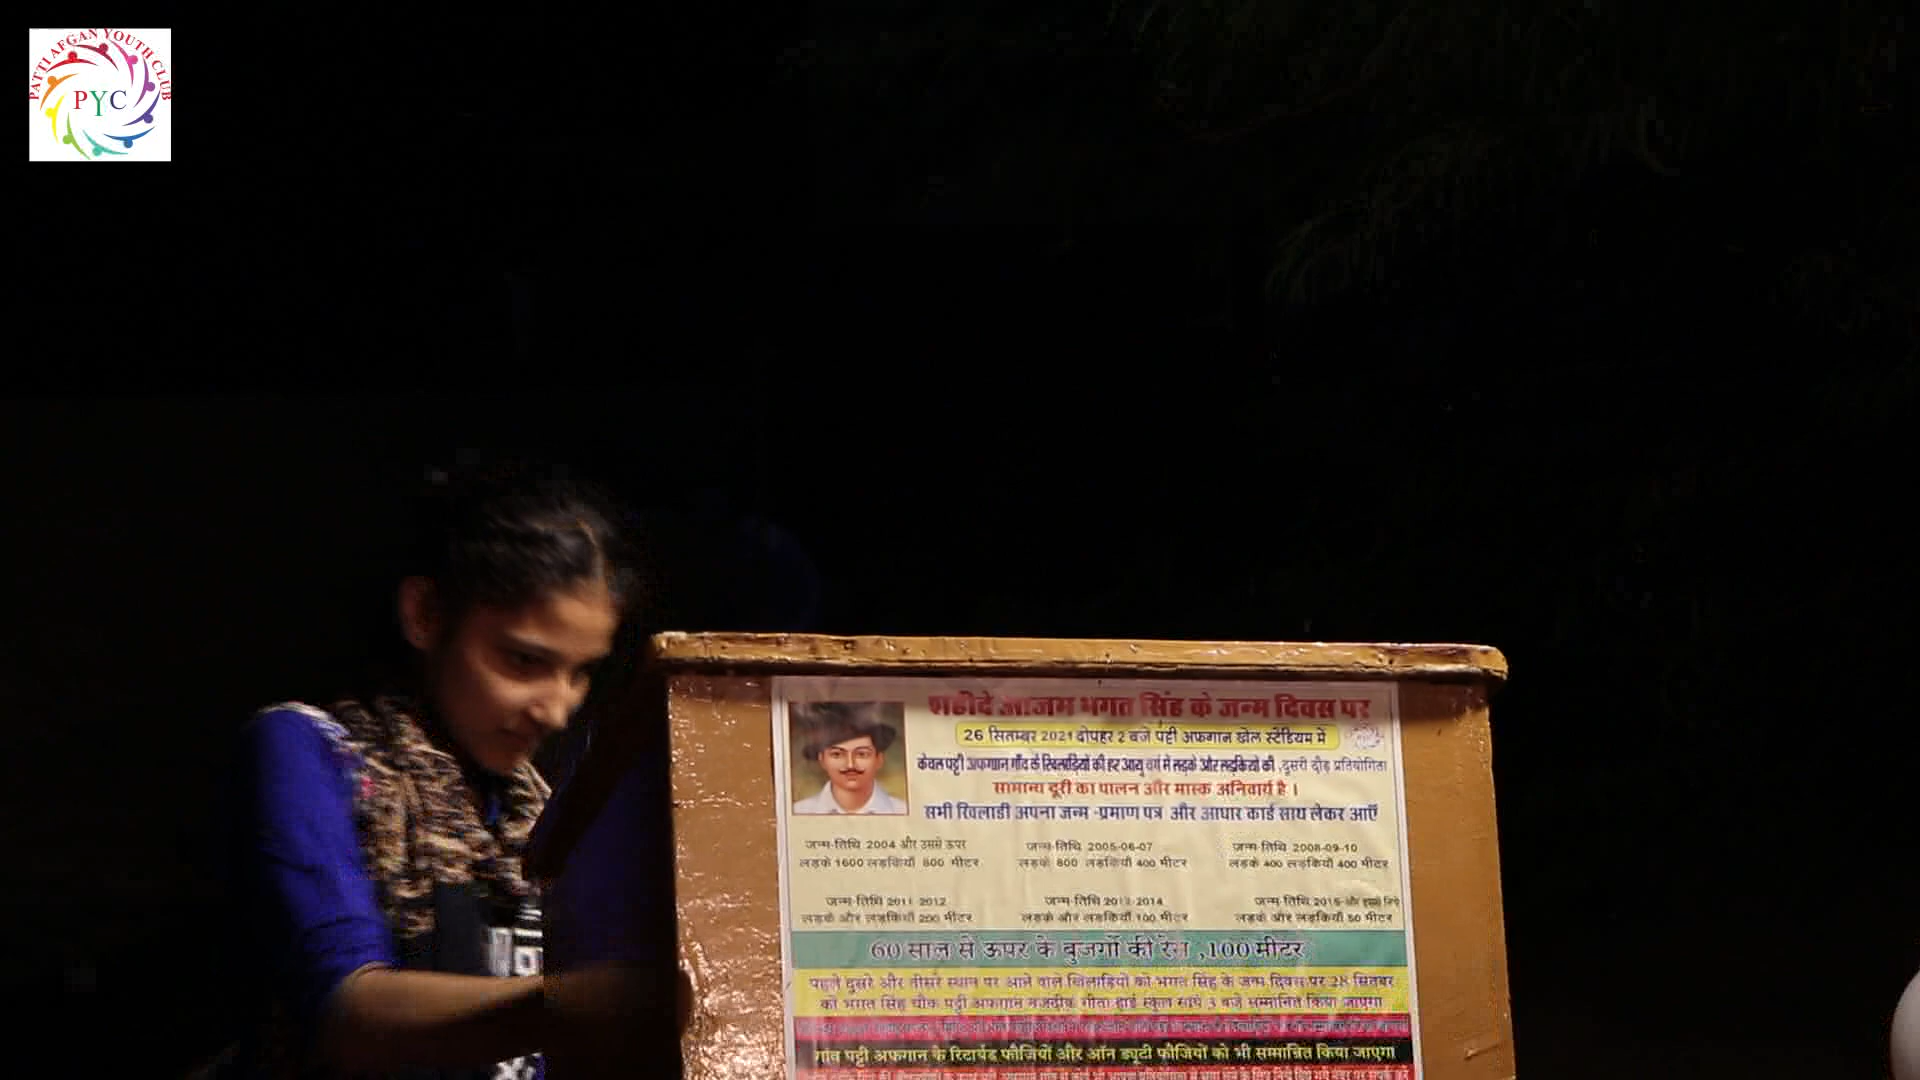 PATTI AFGAN YOUTH CLUB
PYC
शहीदे आजम भगत सिंह के जन्म दिवस पर
26 सितम्बर 2021 दोपहर 2 बजे पट्टी अफगान खेल स्टेडियम में
केवल पट्टी अफगान गाँव के खिलाड़ियों की हर आयु वर्ग में लड़के और लड़कियों की दुसरी दौड़ प्रतियोगिता
सामान्य दूरी का पालन और मास्क अनिवार्य है ।
सभी खिलाडी अपना जन्म -प्रमाण पत्र और आधार कार्ड साथ लेकर आएँ
जन्म-तिथि 2004 और उससे ऊपर जन्म-तिथि 2005-06-07 जन्म-तिथि 2008-09-10
लड़के 1600 लड़कियाँ 800 मीटर लड़के 800 लड़कियाँ 400 मीटर लड़के 400 लड़कियाँ 400 मीटर
जन्म-तिथि 2011-2012 जन्म-तिथि 2013-2014 जन्म-तिथि 2015
लड़के और लड़कियाँ 200 मीटर लड़के और लड़कियाँ 100 मीटर लड़के और लड़कियाँ 50 मीटर
60 साल से ऊपर के बुजर्गों की रेस ,100 मीटर
पहले दुसरे और तीसरे स्थान पर आने वाले खिलाड़ियों को भगत सिंह के जन्म दिवस पर 28 सितंबर
को भगत सिंह चौक पट्टी अफगान नजदीक गीता हाई स्कूल सायं 3 बजे सम्मानित किया जाएगा
गांव पट्टी अफगान के रिटायर्ड फौजियों और ऑन ड्यूटी फौजियों को भी सम्मानित किया जाएगा